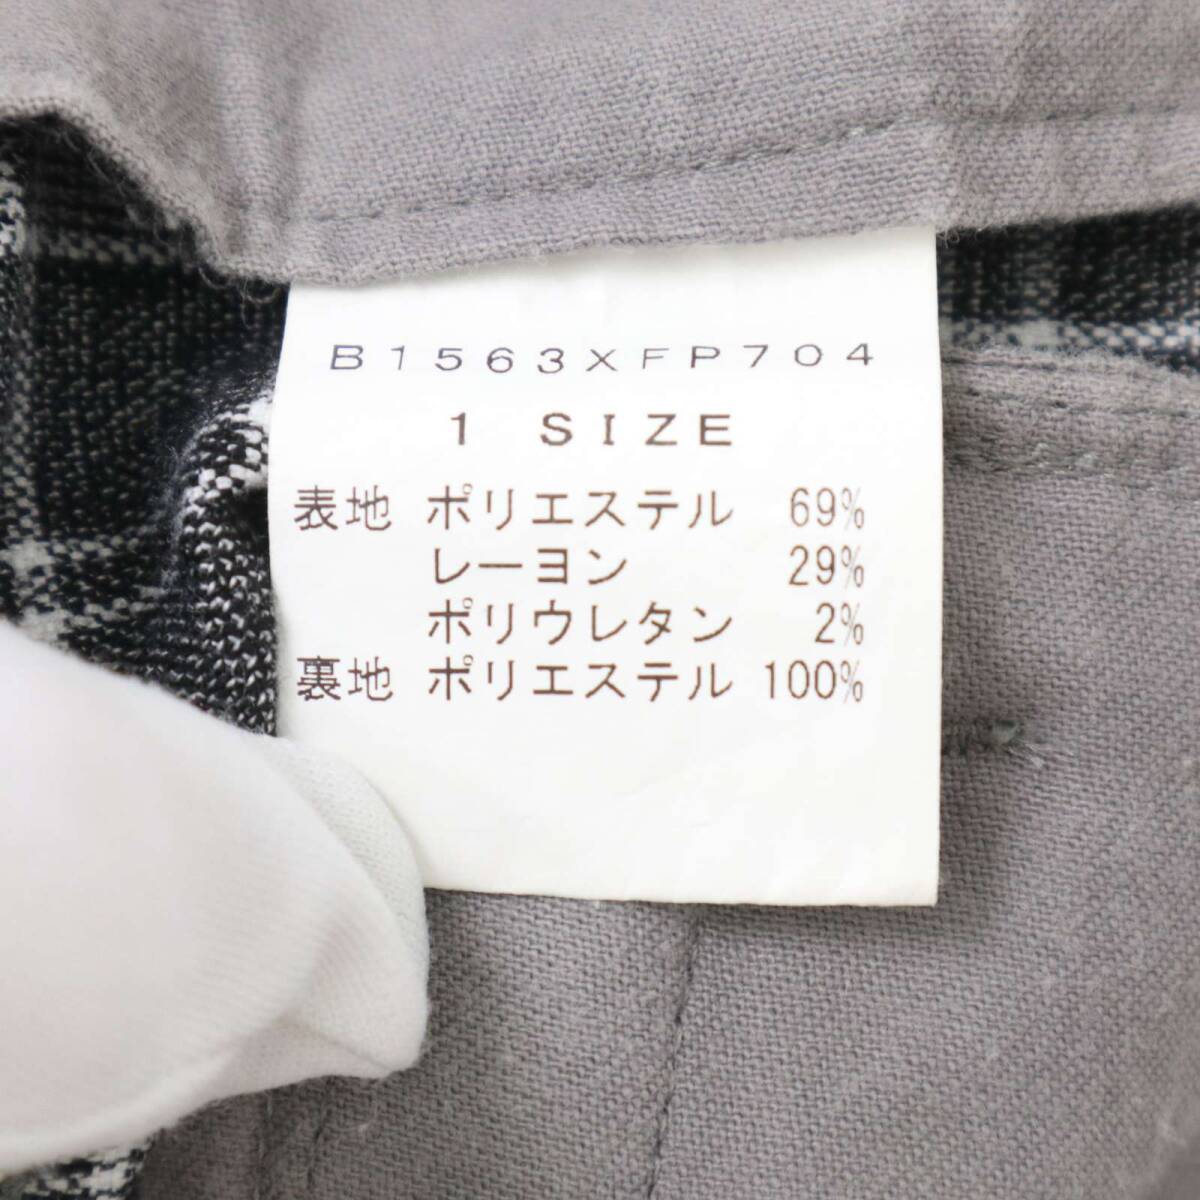 B1563XFP704
1 SIZE
表地 ポリエステル 69%
レーヨン 29%
ポリウレタン 2%
裏地 ポリエステル 100%